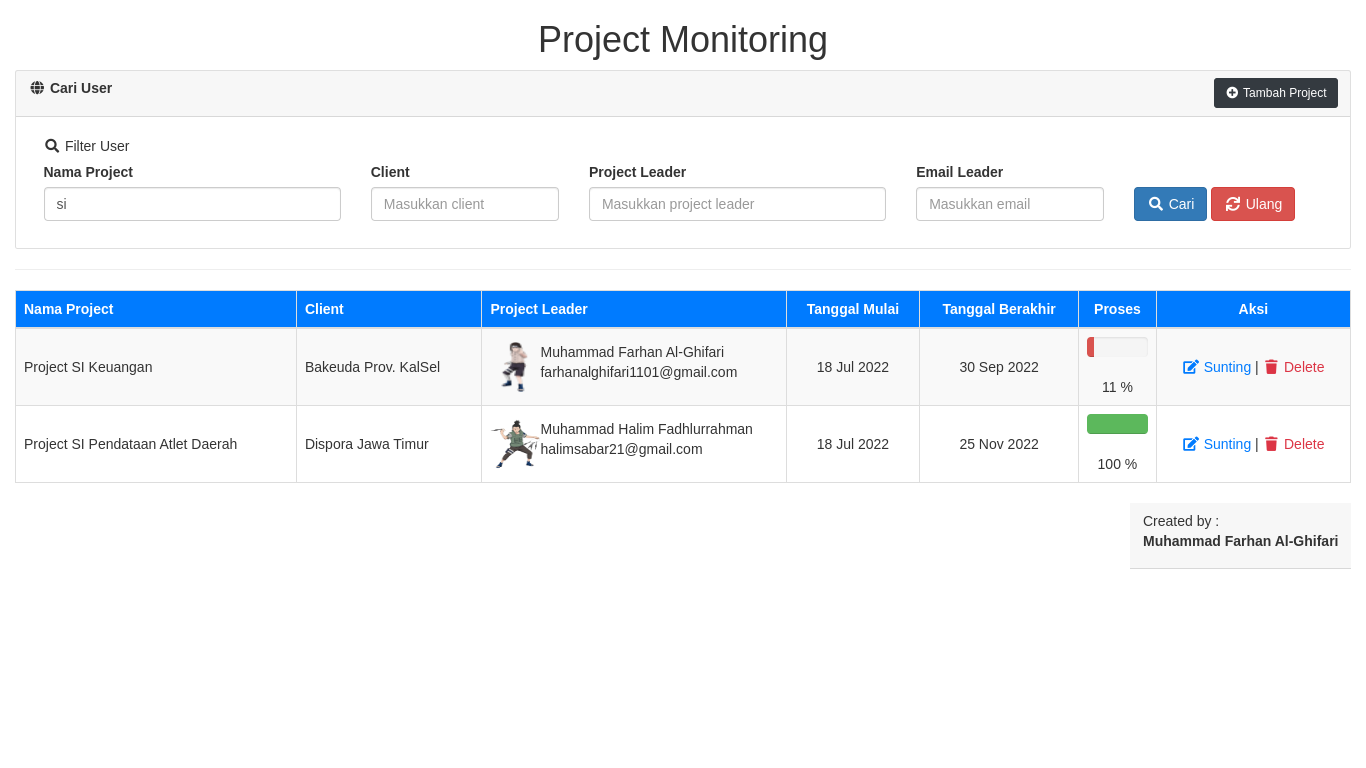 Project Monitoring
Cari User
Tambah Project
Filter User
Nama Project Client Project Leader Email Leader
si Masukkan client Masukkan project leader Masukkan email Cari Ulang
Nama Project Client Project Leader Tanggal Mulai Tanggal Berakhir Proses Aksi
Project SI Keuangan Bakeuda Prov. KalSel Muhammad Farhan Al-Ghifari
farhanalghifari1101@gmail.com 18 Jul 2022 30 Sep 2022 11 % Sunting | Delete
Project SI Pendataan Atlet Daerah Dispora Jawa Timur Muhammad Halim Fadhlurrahman
halimsabar21@gmail.com 18 Jul 2022 25 Nov 2022 100 % Sunting | Delete
Created by :
Muhammad Farhan Al-Ghifari